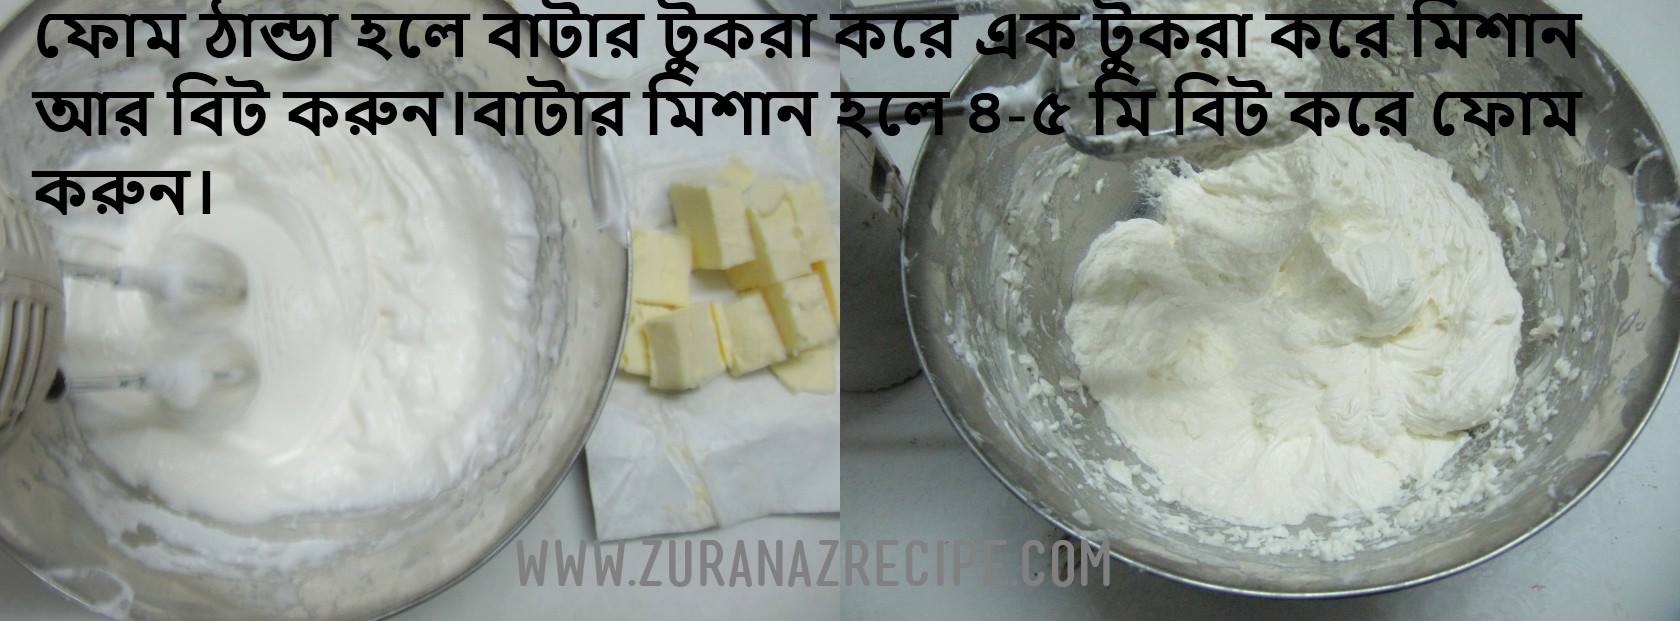 ফোম ঠান্ডা হলে বাটার টুকরা করে এক টুকরা করে মিশান
আর বিট করুন।বাটার মিশান হলে ৪-৫ মি বিট করে ফোম
করুন।
WWW.ZURANAZRECIPE.COM